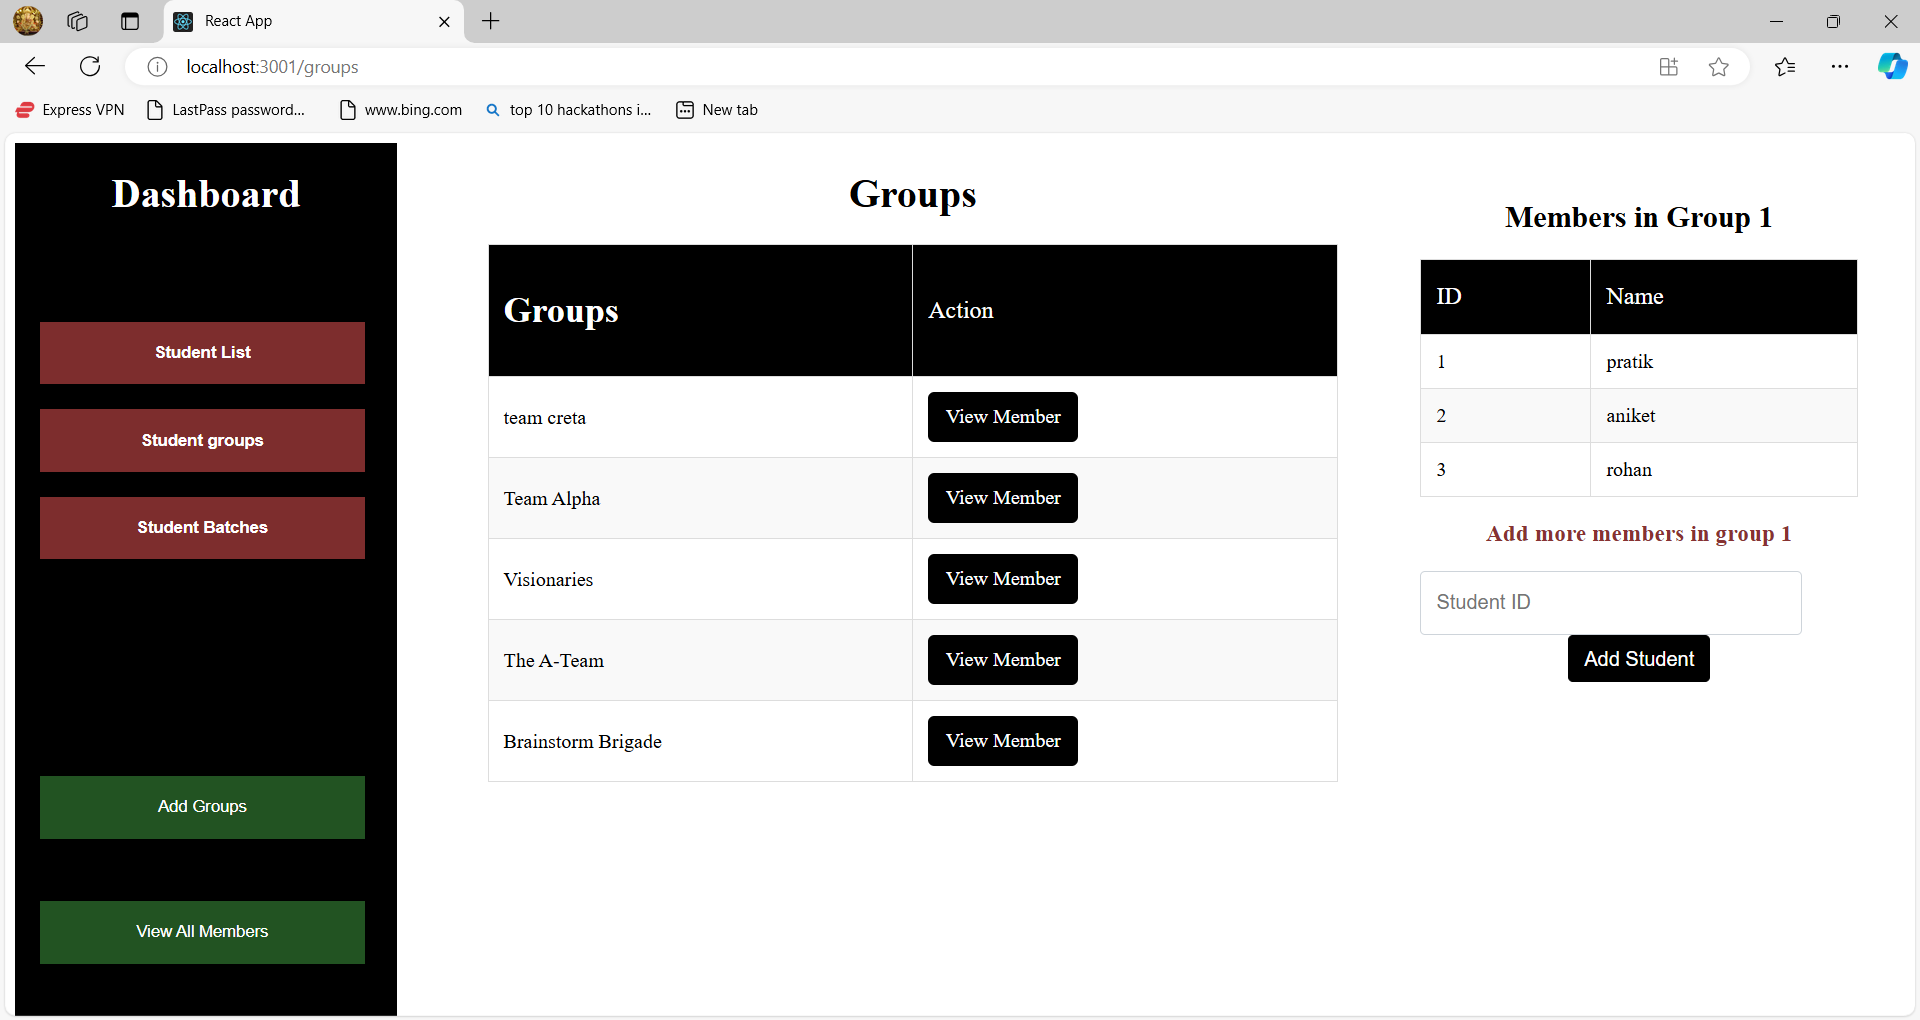 React App
localhost:3001/groups
Express VPN
LastPass password...
www.bing.com
top 10 hackathons i...
New tab
Dashboard
Student List
Student groups
Student Batches
Add Groups
View All Members
Groups
Groups Action
team creta View Member
Team Alpha View Member
Visionaries View Member
The A-Team View Member
Brainstorm Brigade View Member
Members in Group 1
ID Name
1 pratik
2 aniket
3 rohan
Add more members in group 1
Student ID
Add Student